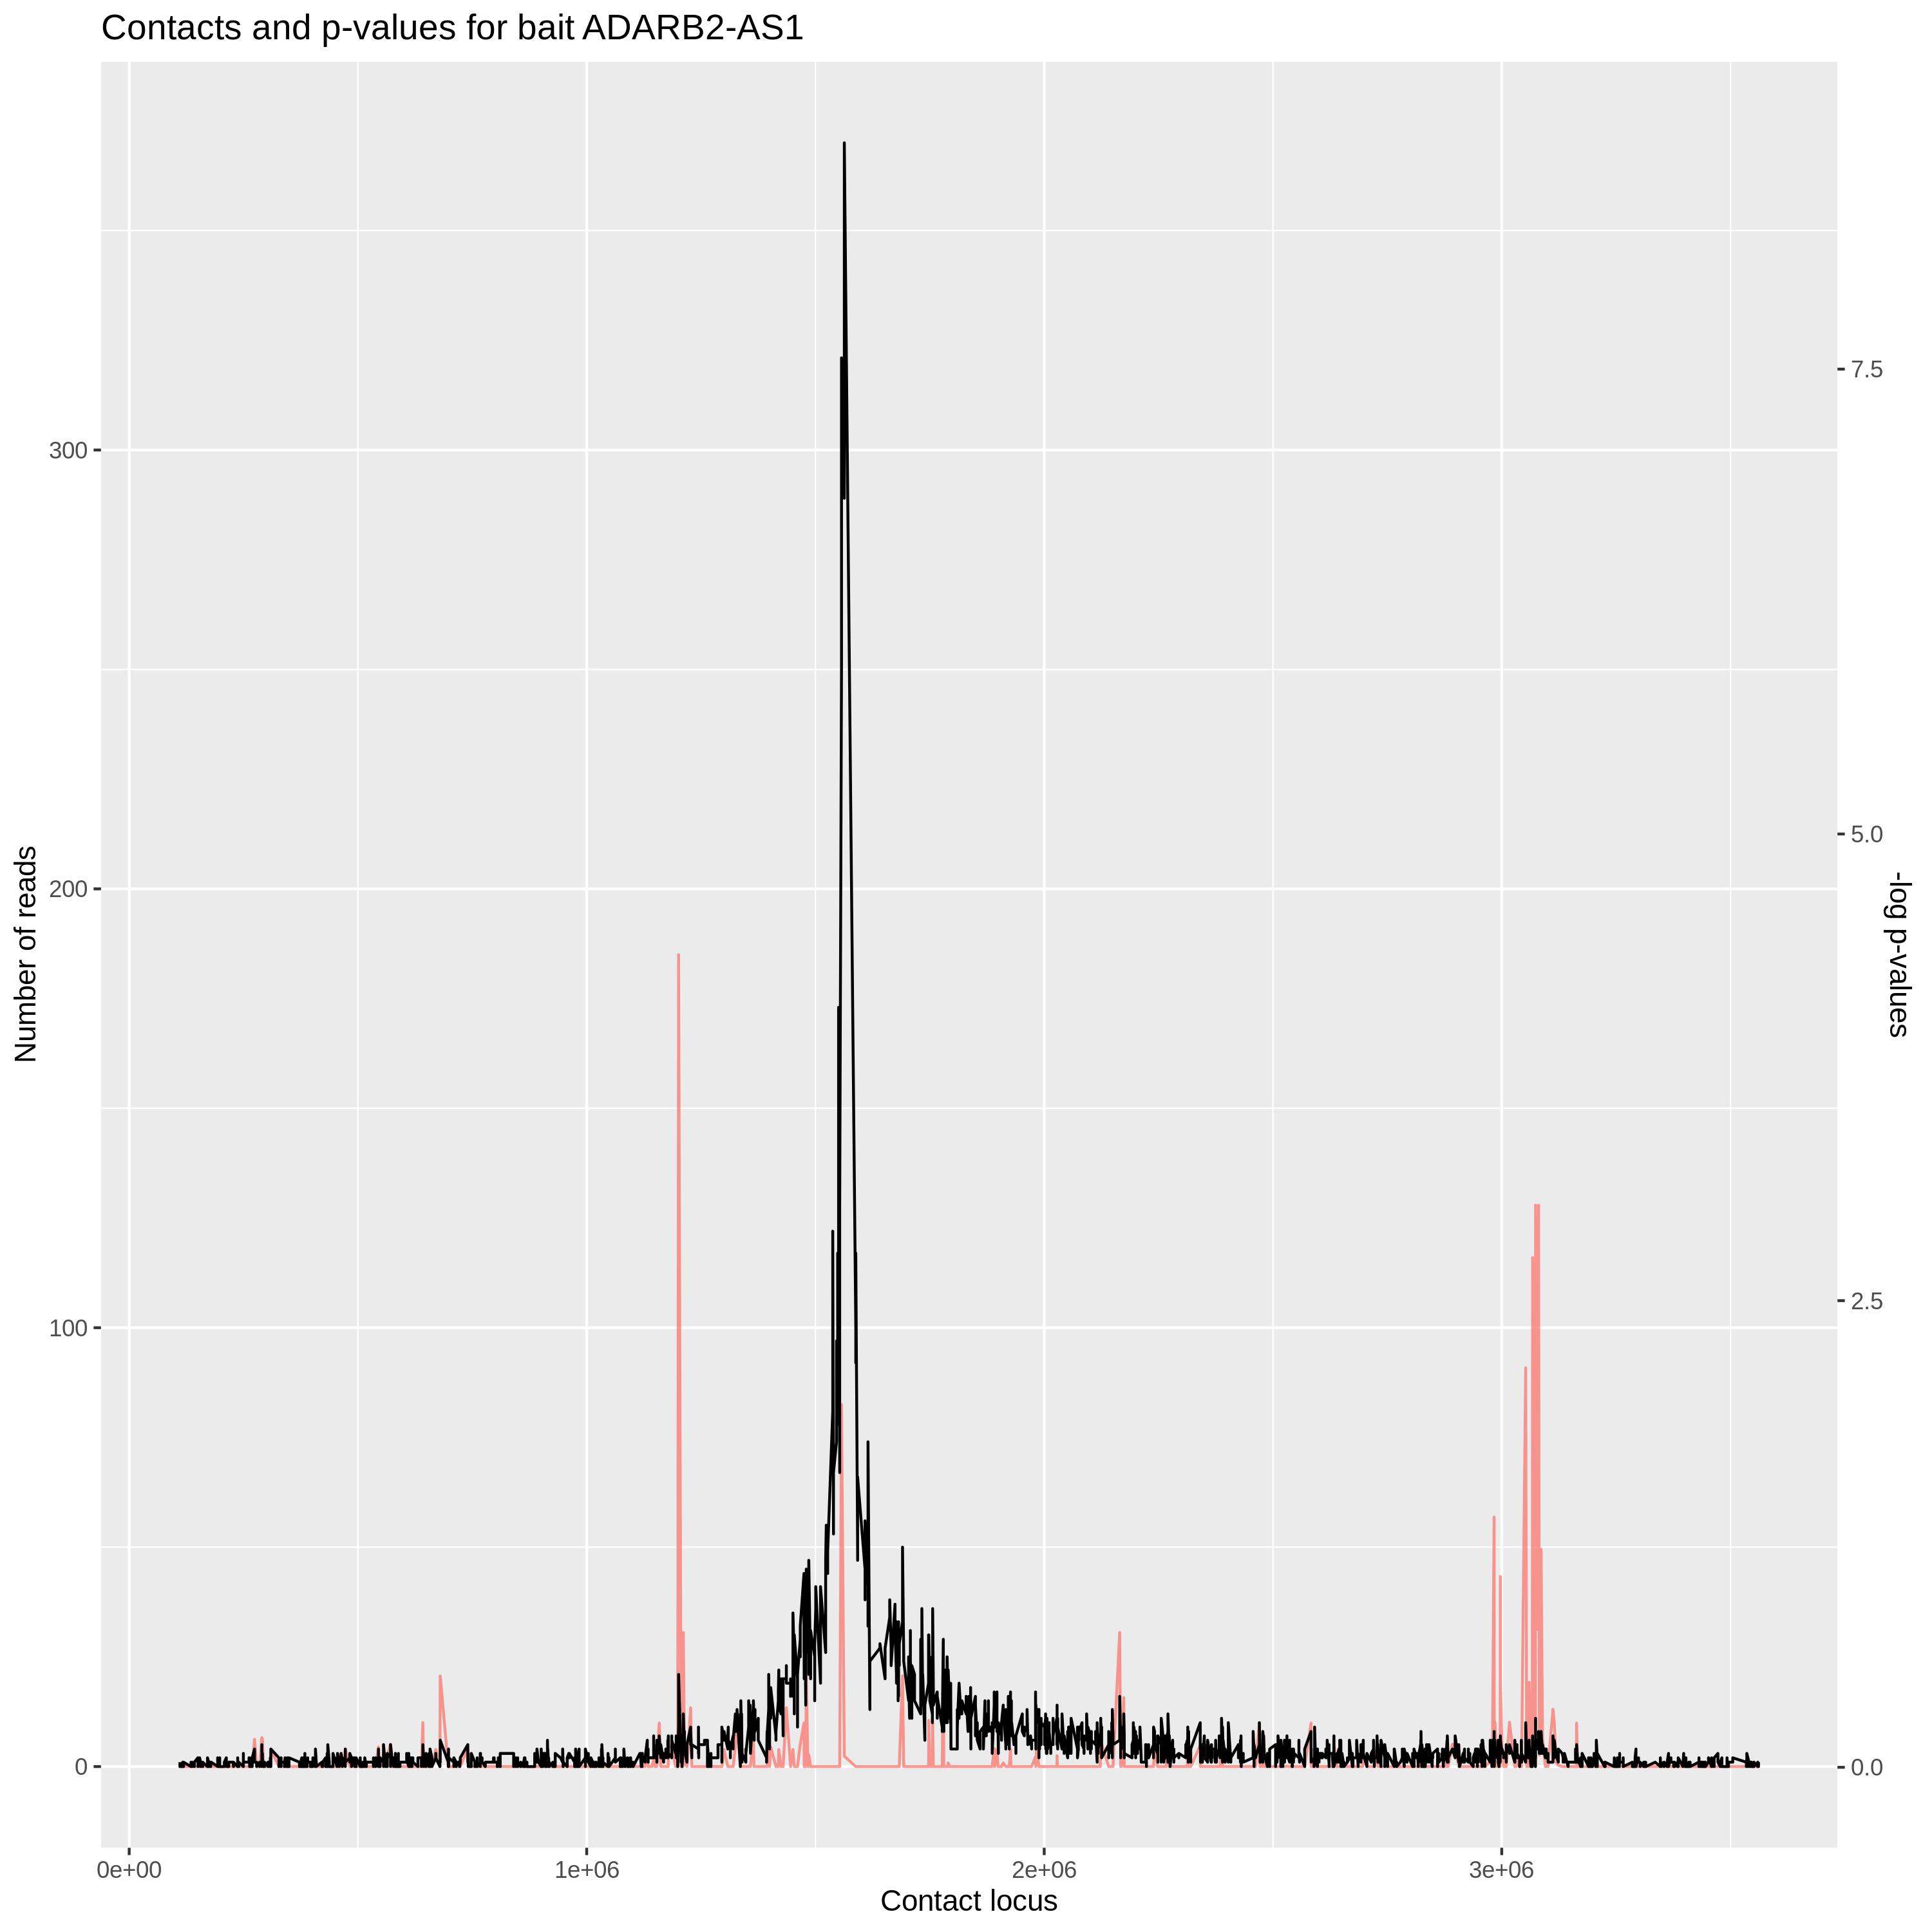 Contacts and p-values for bait ADARB2-AS1
Number of reads
300
200
100
0
7.5
5.0
2.5
0.0
-log p-values
0e+00
1e+06
2e+06
3e+06
Contact locus